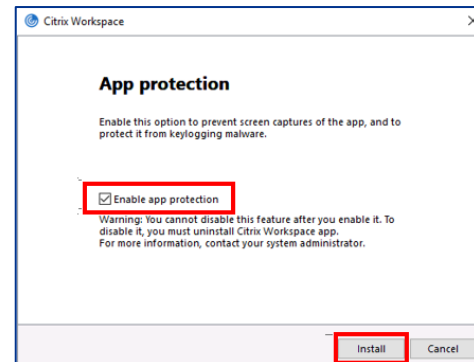 Citrix Workspace
App protection
Enable this option to prevent screen captures of the app, and to
protect it from keylogging malware.
Enable app protection
Warning: You cannot disable this feature after you enable it. To
disable it, you must uninstall Citrix Workspace app.
For more information, contact your system administrator.
Install Cancel